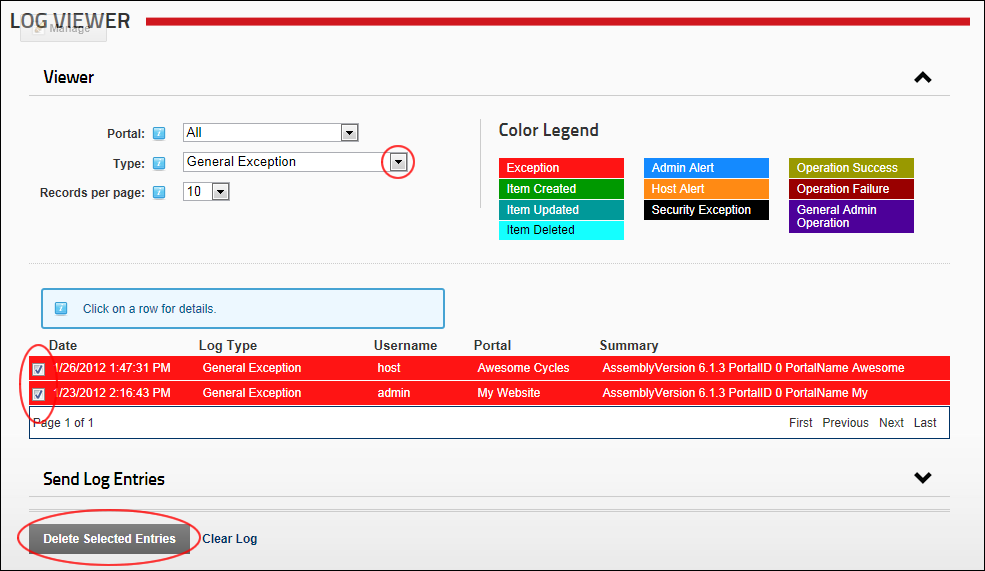 LOG VIEWER
Manage
Viewer
Portal: All
Type: General Exception
Records per page: 10
Color Legend
Exception Admin Alert Operation Success
Item Created Host Alert Operation Failure
Item Updated Security Exception General Admin Operation
Item Deleted
Click on a row for details.
Date Log Type Username Portal Summary
1/26/2012 1:47:31 PM General Exception host Awesome Cycles AssemblyVersion 6.1.3 PortalID 0 PortalName Awesome
1/23/2012 2:16:43 PM General Exception admin My Website AssemblyVersion 6.1.3 PortalID 0 PortalName My
Page 1 of 1 First Previous Next Last
Send Log Entries
Delete Selected Entries Clear Log